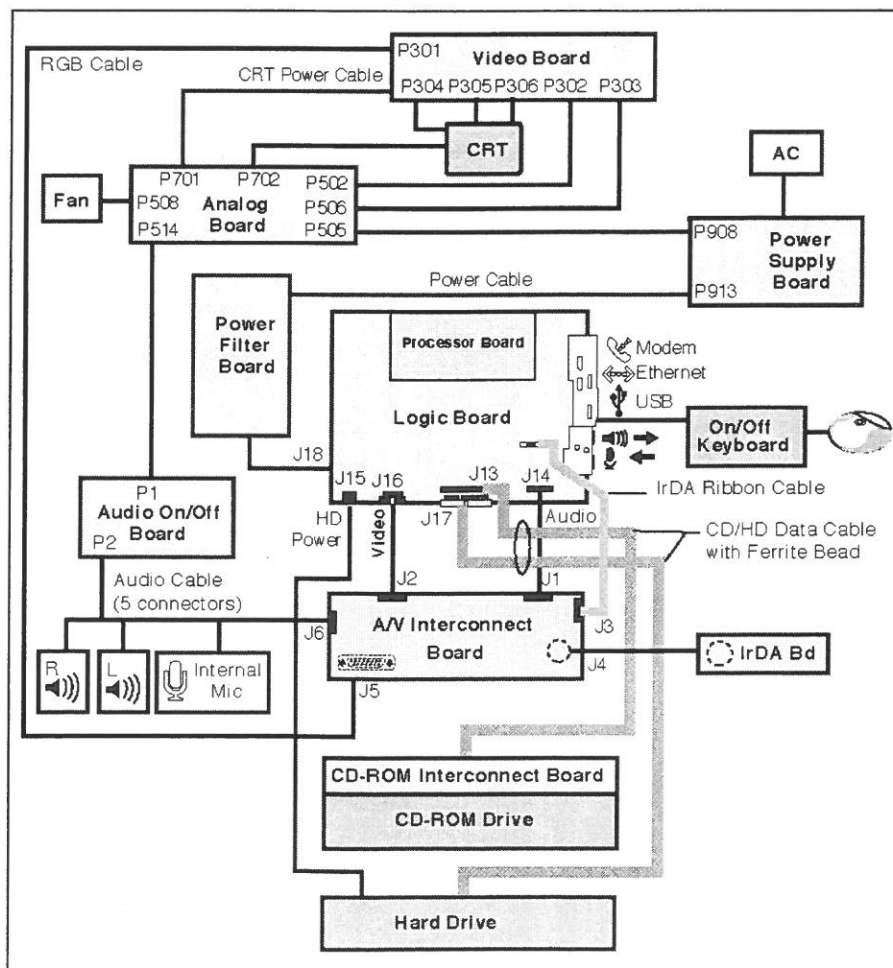 RGB Cable
P301
Video Board
CRT Power Cable
P304 P305 P306 P302 P303
CRT
AC
P701 P702
P502
Fan
P508
Analog
Board
P506
P514
P505
P908
Power
Supply
Board
P913
Power Cable
Power
Filter
Board
Processor Board
Modem
Ethernet
USB
Logic Board
On/Off
Keyboard
J18
J15 J16 J13 J14
IrDA Ribbon Cable
P1
Audio On/Off
Board
P2
HD
Power
Video
J17
Audio
CD/HD Data Cable
with Ferrite Bead
Audio Cable
(5 connectors)
J2
J1
J6
A/V Interconnect
Board
J3
J4
IrDA Bd
R
L
Internal
Mic
J5
CD-ROM Interconnect Board
CD-ROM Drive
Hard Drive